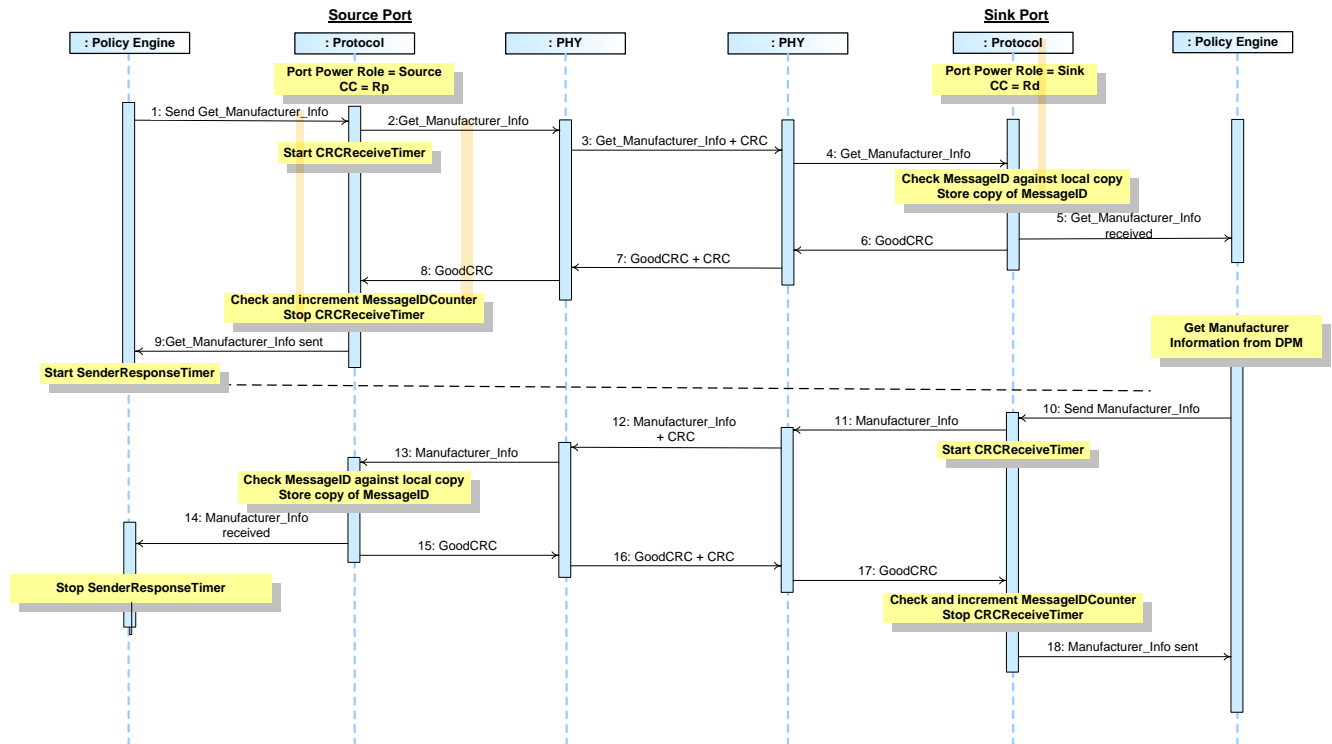 Source Port
Sink Port
: Policy Engine
: Protocol
: PHY
: PHY
: Protocol
: Policy Engine
Port Power Role = Source
CC = Rp
Port Power Role = Sink
CC = Rd
1: Send Get_Manufacturer_Info
2:Get_Manufacturer_Info
Start CRCReceiveTimer
3: Get_Manufacturer_Info + CRC
4: Get_Manufacturer_Info
Check MessageID against local copy
Store copy of MessageID
5: Get_Manufacturer_Info
received
6: GoodCRC
7: GoodCRC + CRC
8: GoodCRC
Check and increment MessageIDCounter
Stop CRCReceiveTimer
9:Get_Manufacturer_Info sent
Start SenderResponseTimer
Get Manufacturer
Information from DPM
10: Send Manufacturer_Info
11: Manufacturer_Info
Start CRCReceiveTimer
12: Manufacturer_Info
+ CRC
13: Manufacturer_Info
Check MessageID against local copy
Store copy of MessageID
14: Manufacturer_Info
received
15: GoodCRC
16: GoodCRC + CRC
17: GoodCRC
Stop SenderResponseTimer
Check and increment MessageIDCounter
Stop CRCReceiveTimer
18: Manufacturer_Info sent